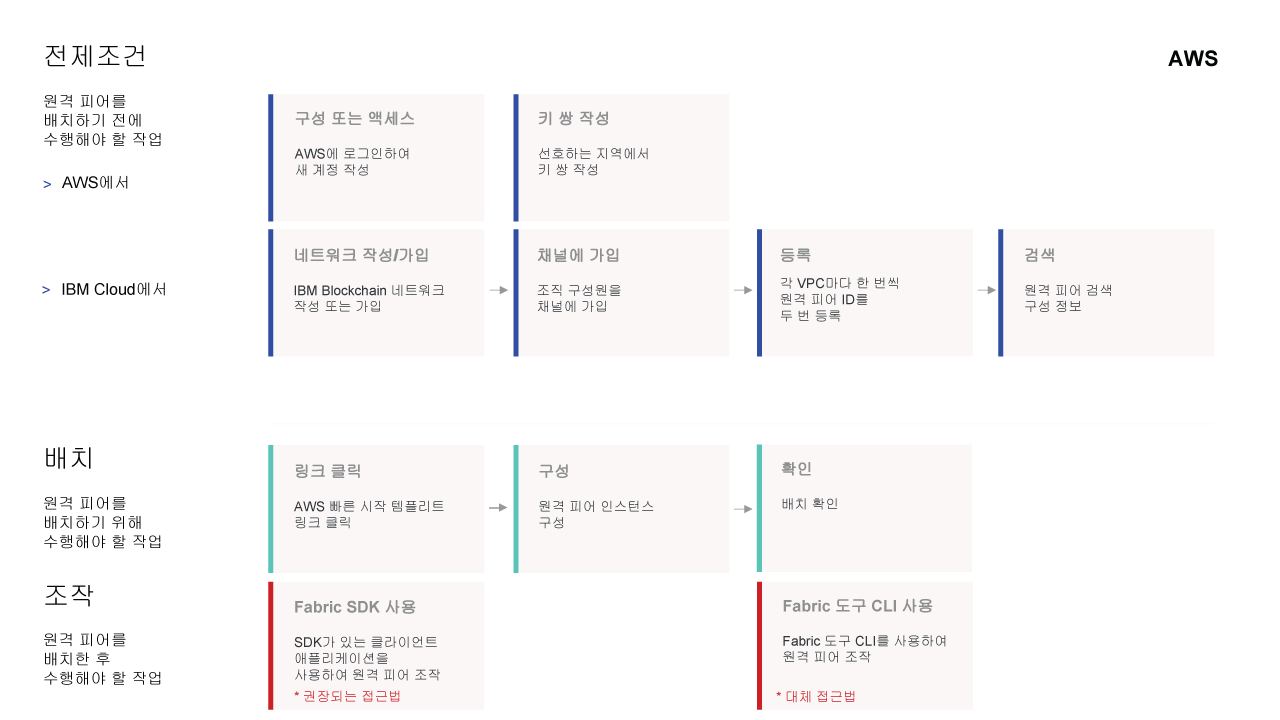 전제조건
AWS
원격 피어를
배치하기 전에
수행해야 할 작업
> AWS에서
구성 또는 액세스
AWS에 로그인하여
새 계정 작성
키 쌍 작성
선호하는 지역에서
키 쌍 작성
> IBM Cloud에서
네트워크 작성/가입
IBM Blockchain 네트워크
작성 또는 가입
채널에 가입
조직 구성원을
채널에 가입
등록
각 VPC마다 한 번씩
원격 피어 ID를
두 번 등록
검색
원격 피어 검색
구성 정보
배치
원격 피어를
배치하기 위해
수행해야 할 작업
링크 클릭
AWS 빠른 시작 템플리트
링크 클릭
구성
원격 피어 인스턴스
구성
확인
배치 확인
조작
원격 피어를
배치한 후
수행해야 할 작업
Fabric SDK 사용
SDK가 있는 클라이언트
애플리케이션을
사용하여 원격 피어 조작
* 권장되는 접근법
Fabric 도구 CLI 사용
Fabric 도구 CLI를 사용하여
원격 피어 조작
* 대체 접근법